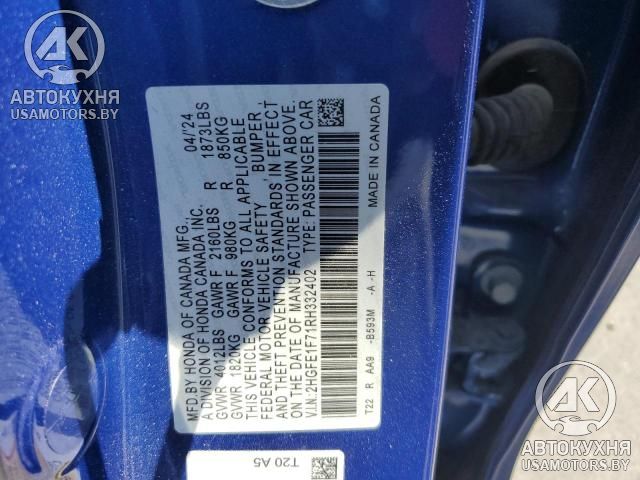 АК
АВТОКУХНЯ
USAMOTORS.BY
MFD.BY HONDA OF CANADA MFG. 04/'24
A DIVISION OF HONDA CANADA INC.
GVWR 4012LBS GAWR F 2160LBS R 1873LBS
GVWR 1820KG GAWR F 980KG R 850KG
THIS VEHICLE CONFORMS TO ALL APPLICABLE
FEDERAL MOTOR VEHICLE SAFETY, BUMPER,
AND THEFT PREVENTION STANDARDS IN EFFECT
ON THE DATE OF MANUFACTURE SHOWN ABOVE.
V.I.N.:2HGFE1F71RH332402 TYPE: PASSENGER CAR
T22 R AA9 -B593M -A -H MADE IN CANADA
T20 A5
АК
АВТОКУХНЯ
USAMOTORS.BY